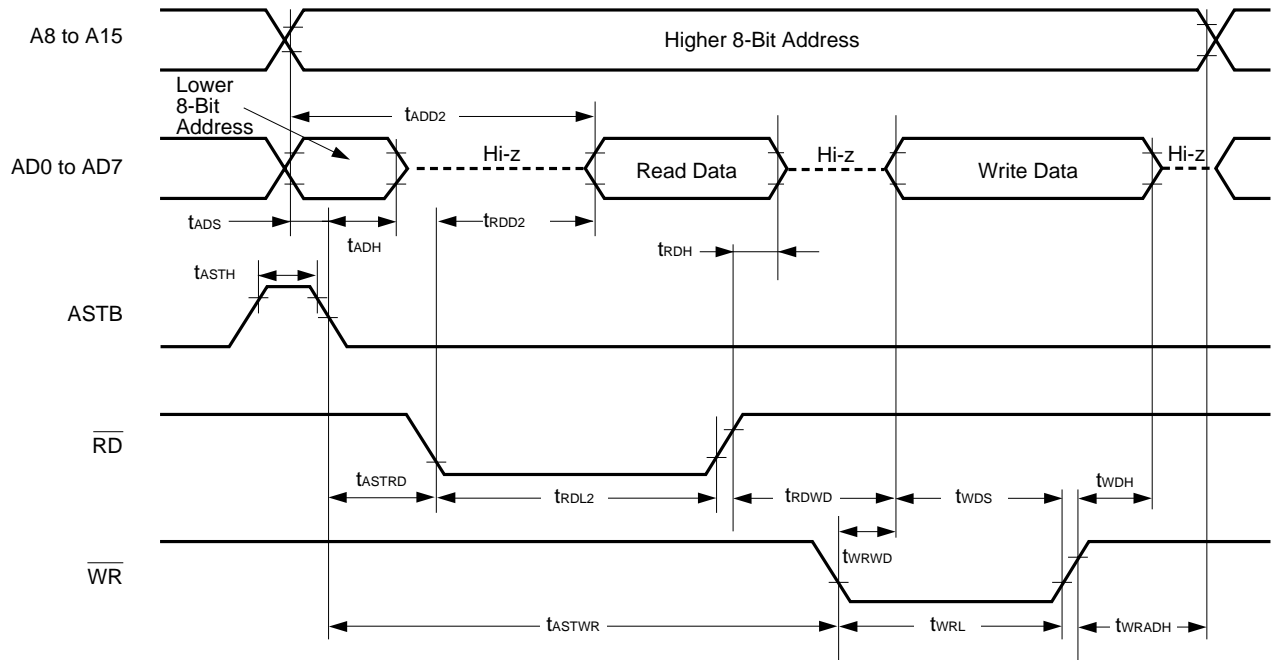 A8 to A15
Higher 8-Bit Address
Lower
8-Bit
Address
tADD2
AD0 to AD7
Hi-z
Read Data
Hi-z
Write Data
Hi-z
tADS
tADH
tRDD2
tRDH
tASTH
ASTB
RD
tASTRD
tRDL2
tRDWD
tWDS
tWDH
tWRWD
WR
tASTWR
tWRL
tWRADH